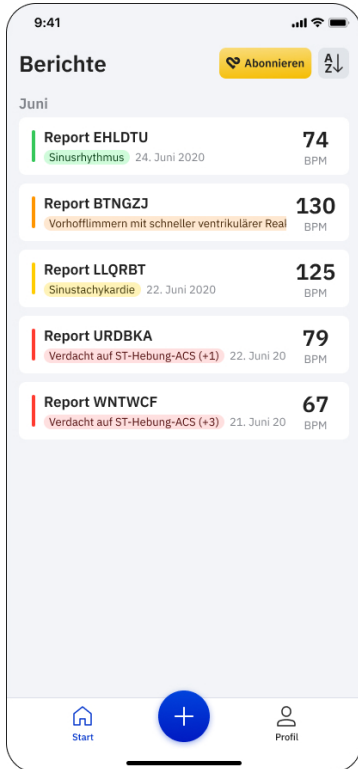 9:41
Berichte
Abonnieren
A
Z
Juni
Report EHLDTU
Sinusrhythmus 24. Juni 2020
74
BPM
Report BTNGZJ
Vorhofflimmern mit schneller ventrikulärer Real
130
BPM
Report LLQRBT
Sinustachykardie 22. Juni 2020
125
BPM
Report URDBKA
Verdacht auf ST-Hebung-ACS (+1) 22. Juni 20
79
BPM
Report WNTWCF
Verdacht auf ST-Hebung-ACS (+3) 21. Juni 20
67
BPM
Start
Profil